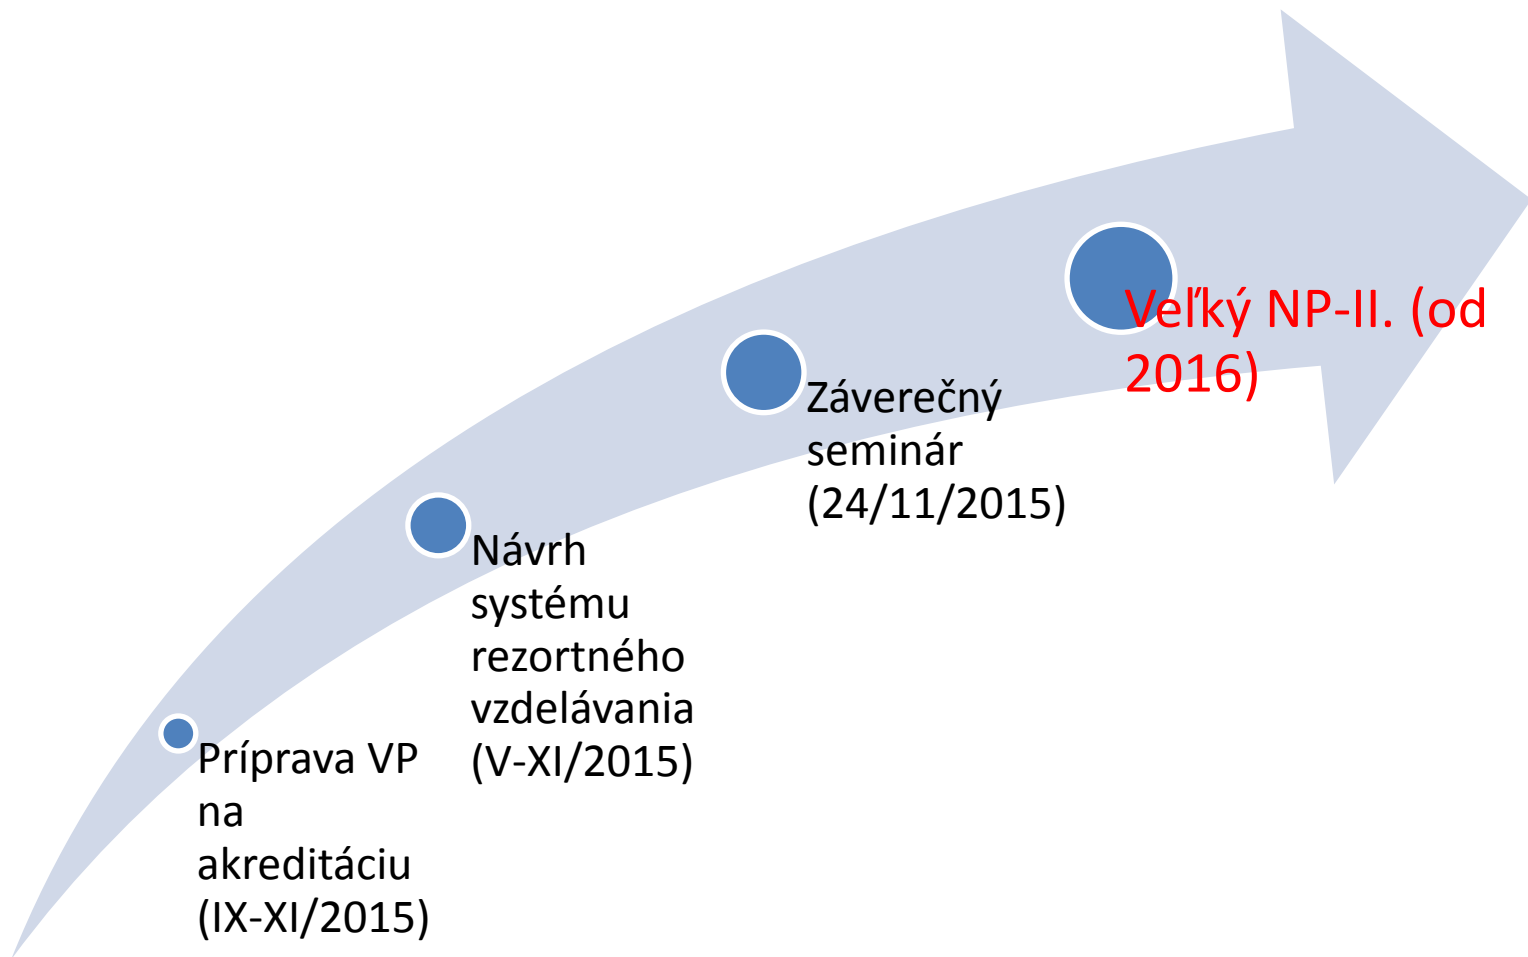 Príprava VP
na
akreditáciu
(IX-XI/2015)
Návrh
systému
rezortného
vzdelávania
(V-XI/2015)
Záverečný
seminár
(24/11/2015)
Veľký NP-II. (od
2016)